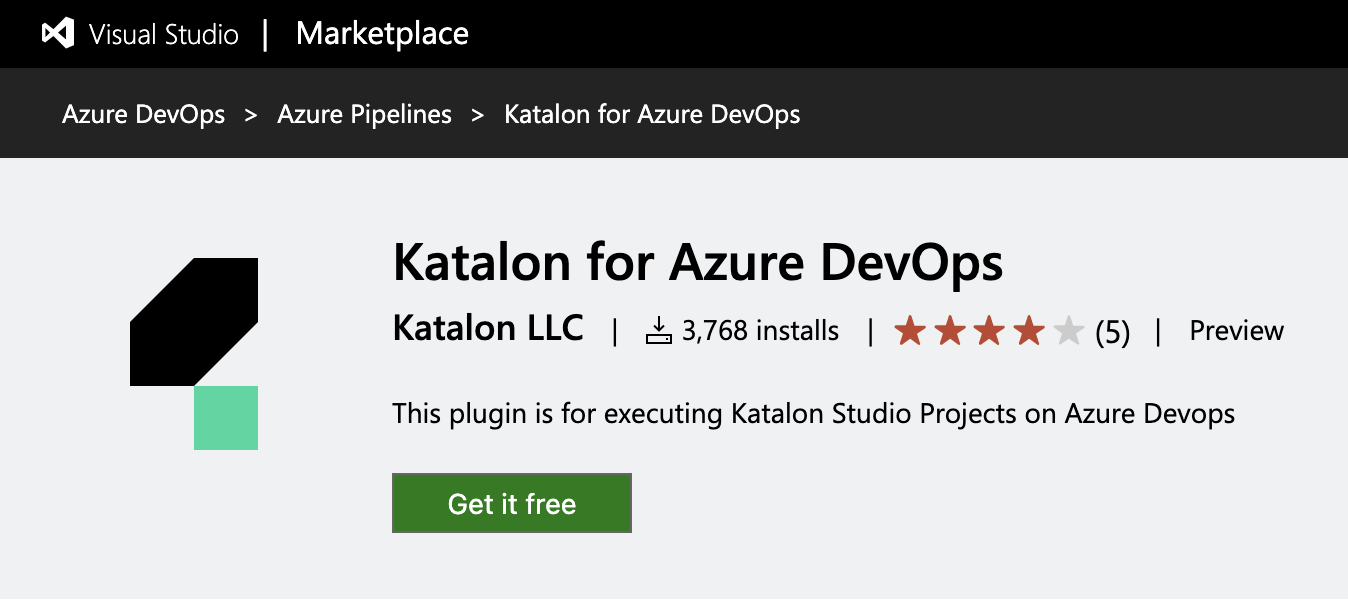 Visual Studio | Marketplace
Azure DevOps > Azure Pipelines > Katalon for Azure DevOps
Katalon for Azure DevOps
Katalon LLC | 3,768 installs | (5) | Preview
This plugin is for executing Katalon Studio Projects on Azure Devops
Get it free